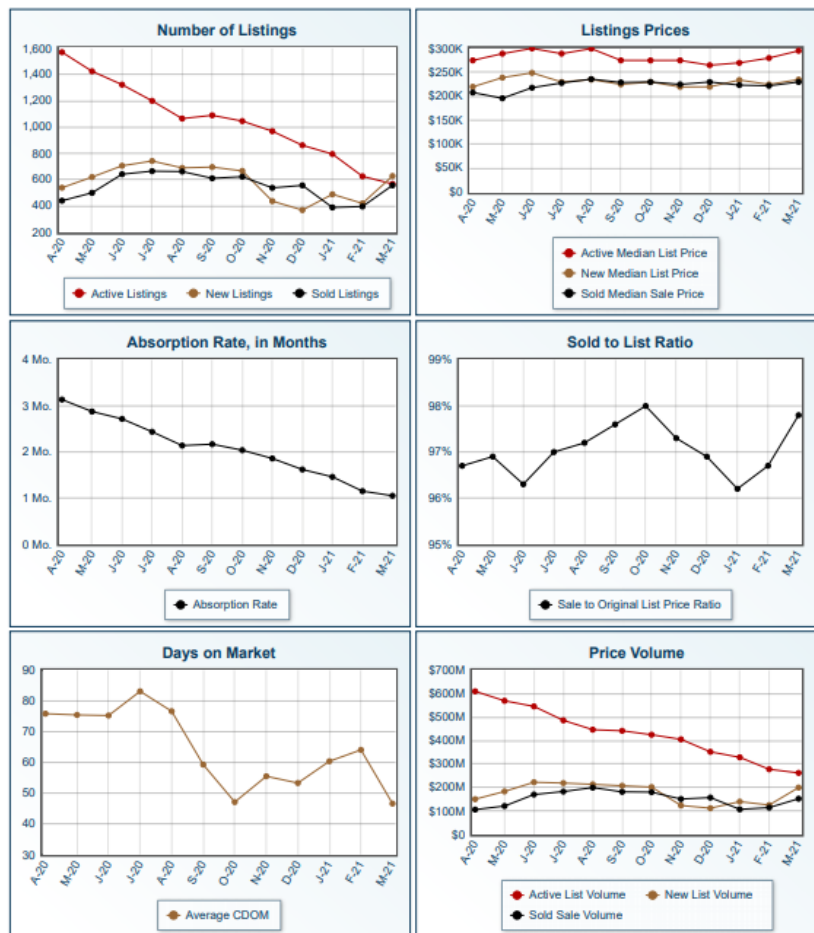 Number of Listings
1,600
1,400
1,200
1,000
800
600
400
200
A-20 M-20 J-20 J-20 A-20 S-20 O-20 N-20 D-20 J-21 F-21 M-21
Active Listings New Listings Sold Listings
Listings Prices
$300K
$250K
$200K
$150K
$100K
$50K
$0
A-20 M-20 J-20 J-20 A-20 S-20 O-20 N-20 D-20 J-21 F-21 M-21
Active Median List Price
New Median List Price
Sold Median Sale Price
Absorption Rate, in Months
4 Mo.
3 Mo.
2 Mo.
1 Mo.
0 Mo.
A-20 M-20 J-20 J-20 A-20 S-20 O-20 N-20 D-20 J-21 F-21 M-21
Absorption Rate
Sold to List Ratio
99%
98%
97%
96%
95%
A-20 M-20 J-20 J-20 A-20 S-20 O-20 N-20 D-20 J-21 F-21 M-21
Sale to Original List Price Ratio
Days on Market
90
80
70
60
50
40
30
A-20 M-20 J-20 J-20 A-20 S-20 O-20 N-20 D-20 J-21 F-21 M-21
Average CDOM
Price Volume
$700M
$600M
$500M
$400M
$300M
$200M
$100M
$0
A-20 M-20 J-20 J-20 A-20 S-20 O-20 N-20 D-20 J-21 F-21 M-21
Active List Volume New List Volume
Sold Sale Volume